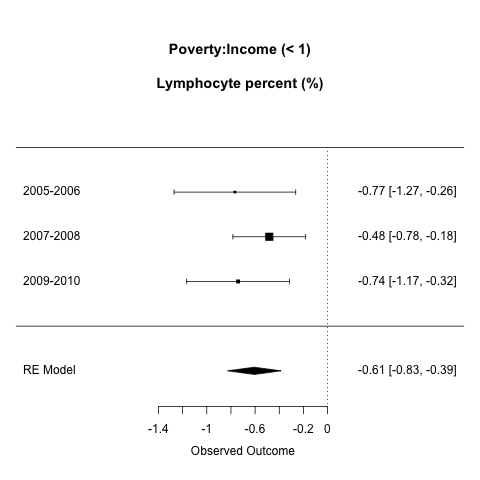 Poverty:Income (< 1)
Lymphocyte percent (%)
2005-2006 -0.77 [-1.27, -0.26]
2007-2008 -0.48 [-0.78, -0.18]
2009-2010 -0.74 [-1.17, -0.32]
RE Model -0.61 [-0.83, -0.39]
-1.4 -1 -0.6 -0.2 0
Observed Outcome